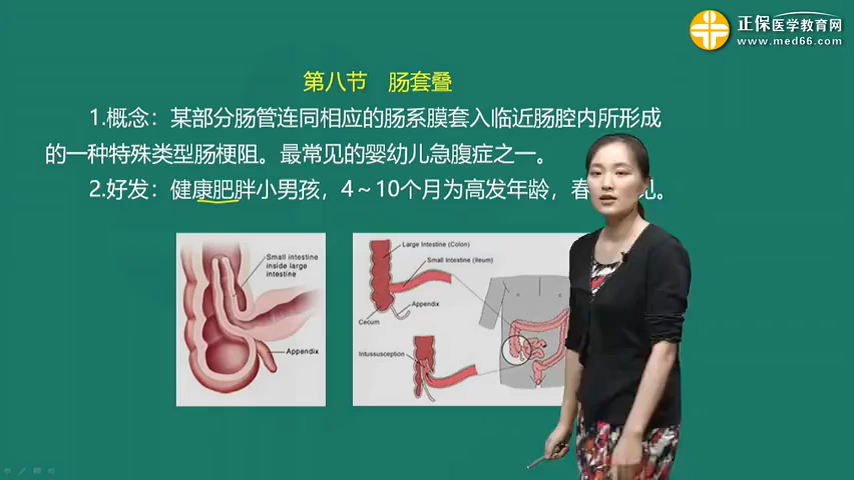 正保医学教育网
www.med66.com
第八节 肠套叠
1.概念：某部分肠管连同相应的肠系膜套入临近肠腔内所形成
的一种特殊类型肠梗阻。最常见的婴幼儿急腹症之一。
2.好发：健康肥胖小男孩，4～10个月为高发年龄，春 见。
Small intestine
inside large
intestine
Appendix
Large Intestine (Colon)
Small Intestine (Ileum)
Appendix
Cecum
Intussusception